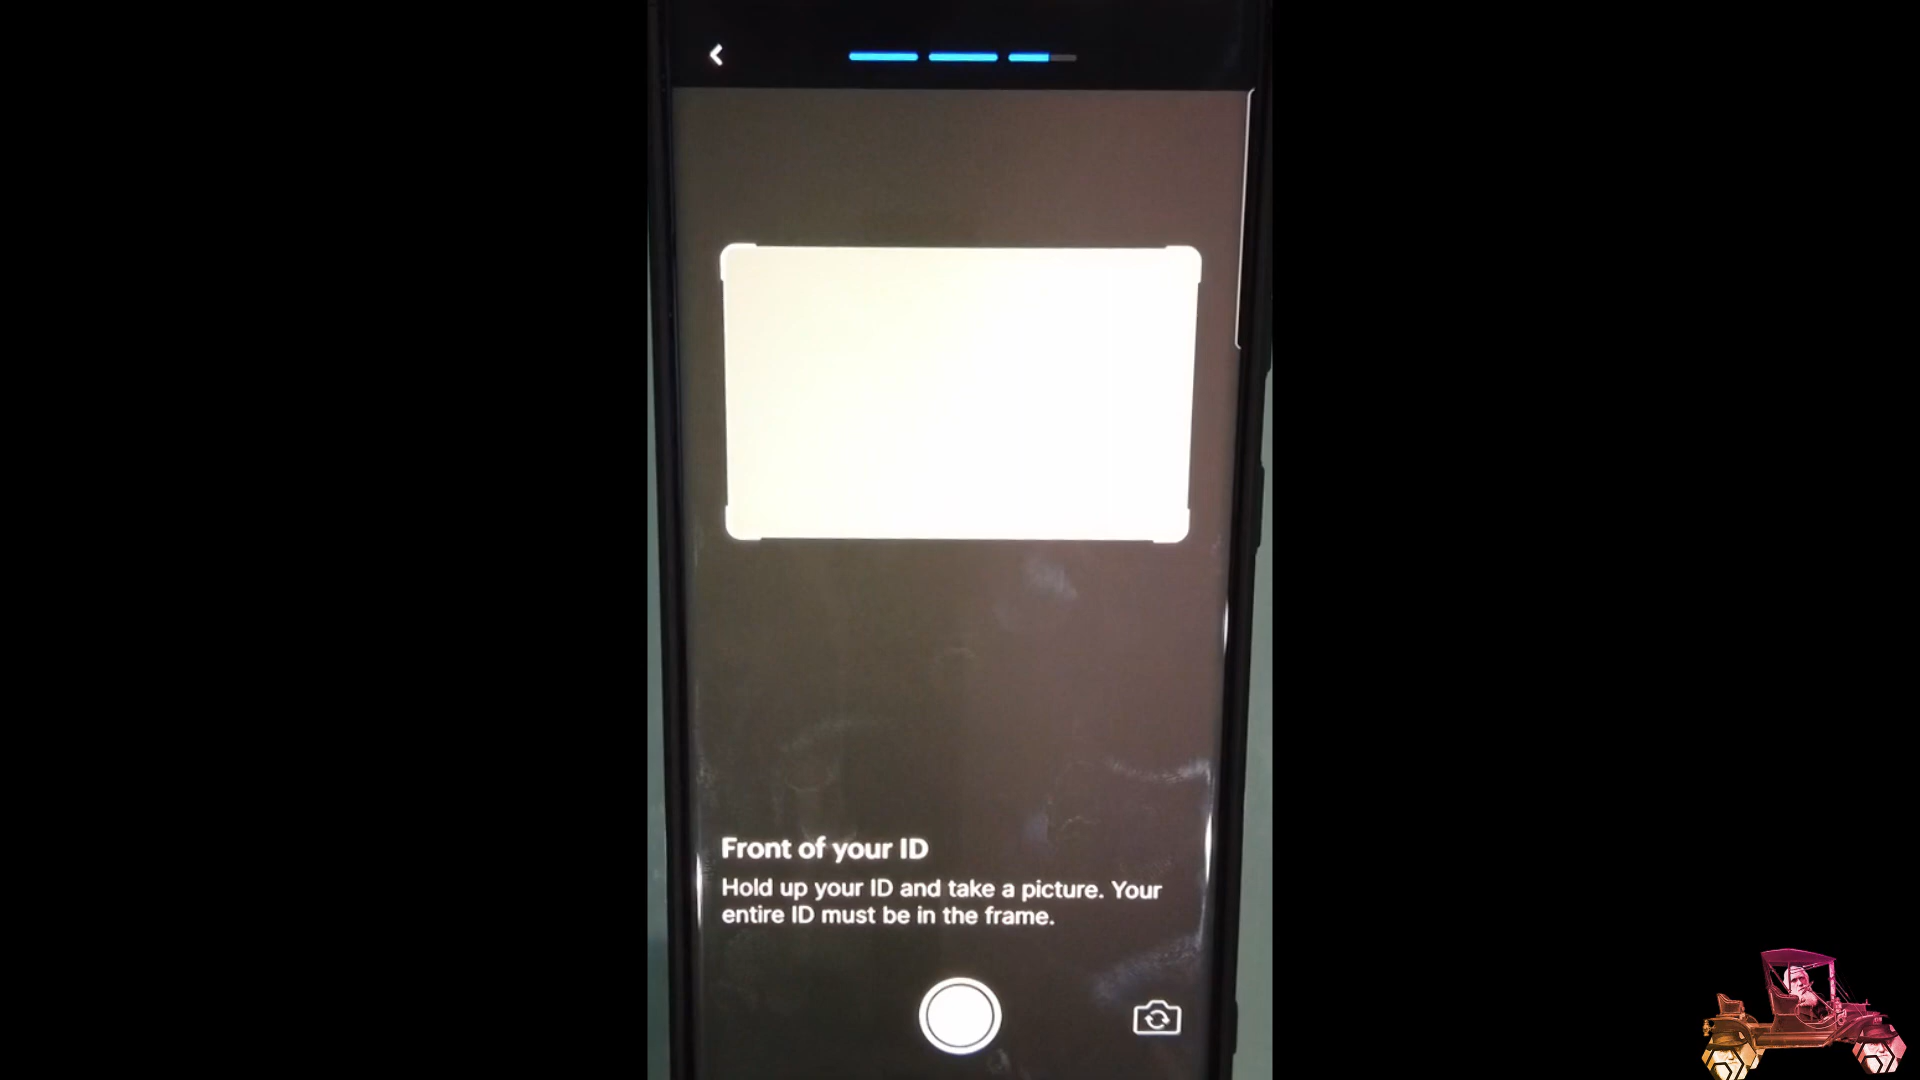 Front of your ID
Hold up your ID and take a picture. Your
entire ID must be in the frame.